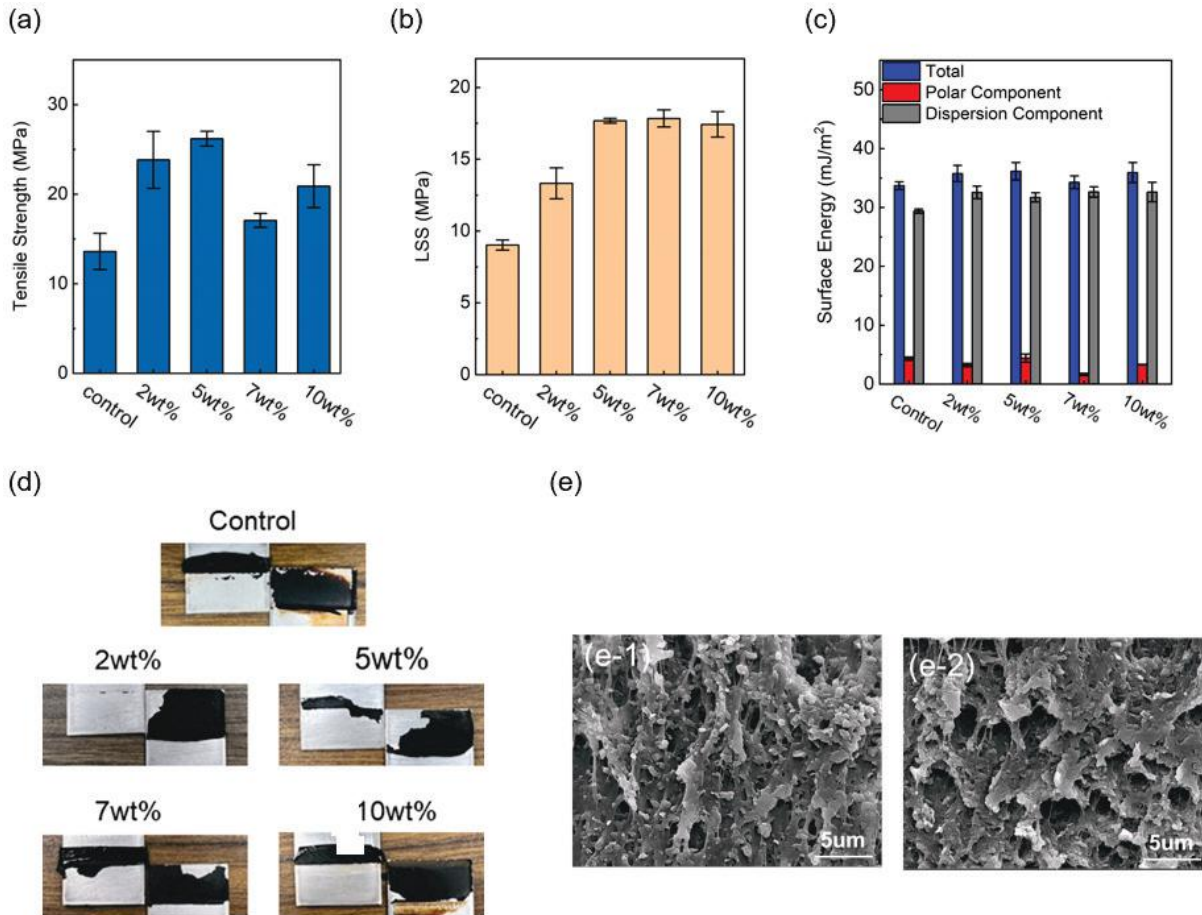 (a)
Tensile Strength (MPa)
30
20
10
0
control
2wt%
5wt%
7wt%
10wt%
(b)
LSS (MPa)
20
15
10
5
0
control
2wt%
5wt%
7wt%
10wt%
(c)
Total
Polar Component
Dispersion Component
Surface Energy (mJ/m²)
50
40
30
20
10
0
Control
2wt%
5wt%
7wt%
10wt%
(d)
Control
2wt%
5wt%
7wt%
10wt%
(e)
(e-1)
5um
(e-2)
5um